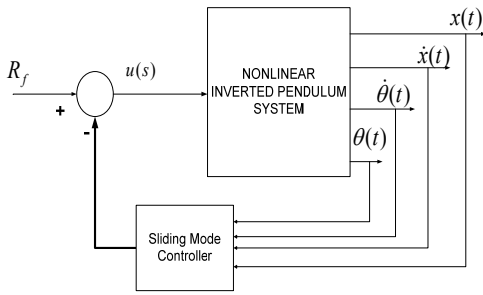 x(t)
ẋ(t)
R_f
u(s)
NONLINEAR
INVERTED PENDULUM
SYSTEM
θ̇(t)
+
-
θ(t)
Sliding Mode
Controller